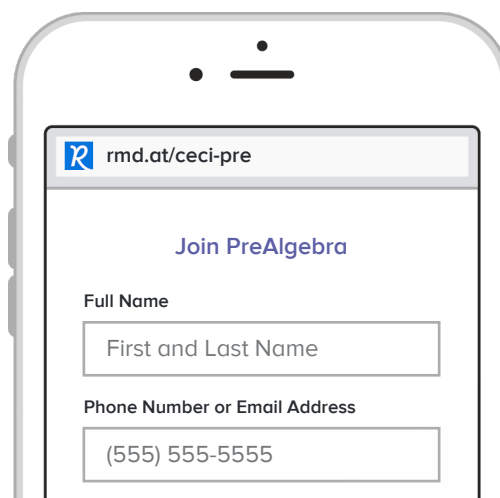 rmd.at/ceci-pre
Join PreAlgebra
Full Name
First and Last Name
Phone Number or Email Address
(555) 555-5555